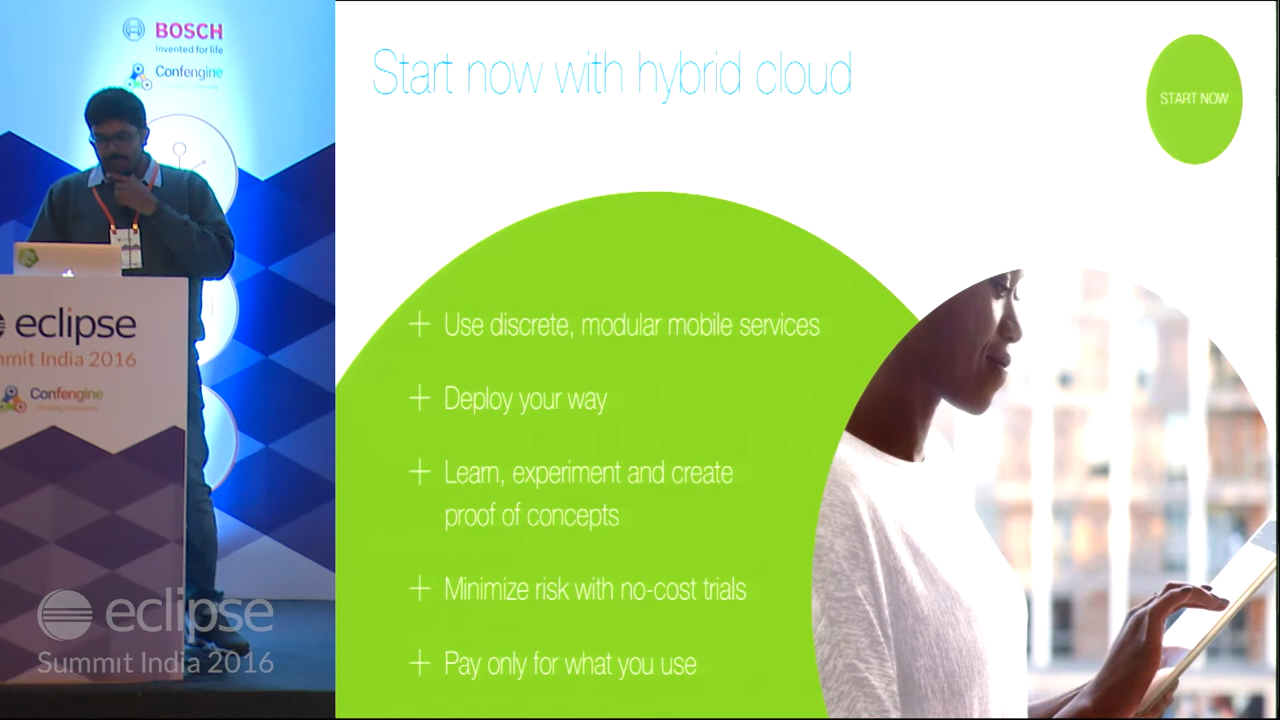 BOSCH
Invented for life
Confengine
eclipse
mmit India 2016
Confengine
eclipse
Summit India 2016
Start now with hybrid cloud
START NOW
+ Use discrete, modular mobile services
+ Deploy your way
+ Learn, experiment and create
proof of concepts
+ Minimize risk with no-cost trials
+ Pay only for what you use